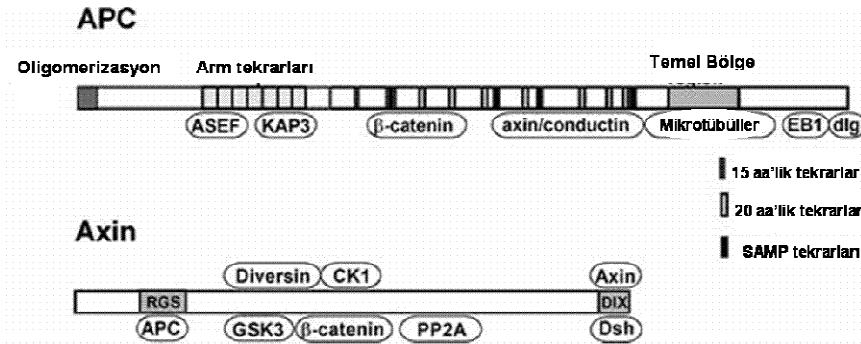 APC
Oligomerizasyon
Arm tekrarları
Temel Bölge
ASEF
KAP3
β-catenin
axin/conductin
Mikrotübüller
EB1
dlg
15 aa'lik tekrarlar
20 aa'lik tekrarlar
SAMP tekrarları
Axin
Diversin
CK1
Axin
RGS
DIX
APC
GSK3
β-catenin
PP2A
Dsh